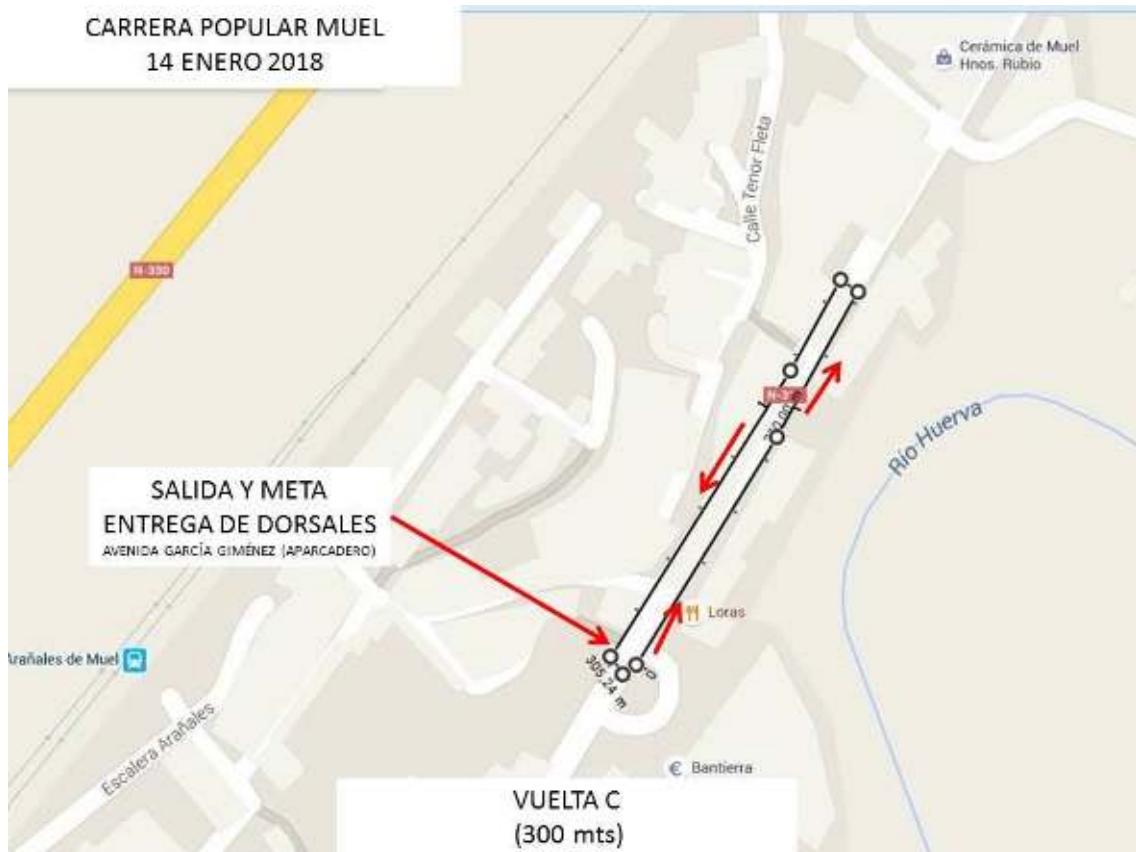 CARRERA POPULAR MUEL
14 ENERO 2018
Cerámica de Muel
Hnos. Rubio
Calle Tenor Fleta
N-330
Río Huerva
SALIDA Y META
ENTREGA DE DORSALES
AVENIDA GARCÍA GIMÉNEZ (APARCADERO)
Loras
Arañales de Muel
305,24 m
Escalera Arañales
Bantierra
VUELTA C
(300 mts)